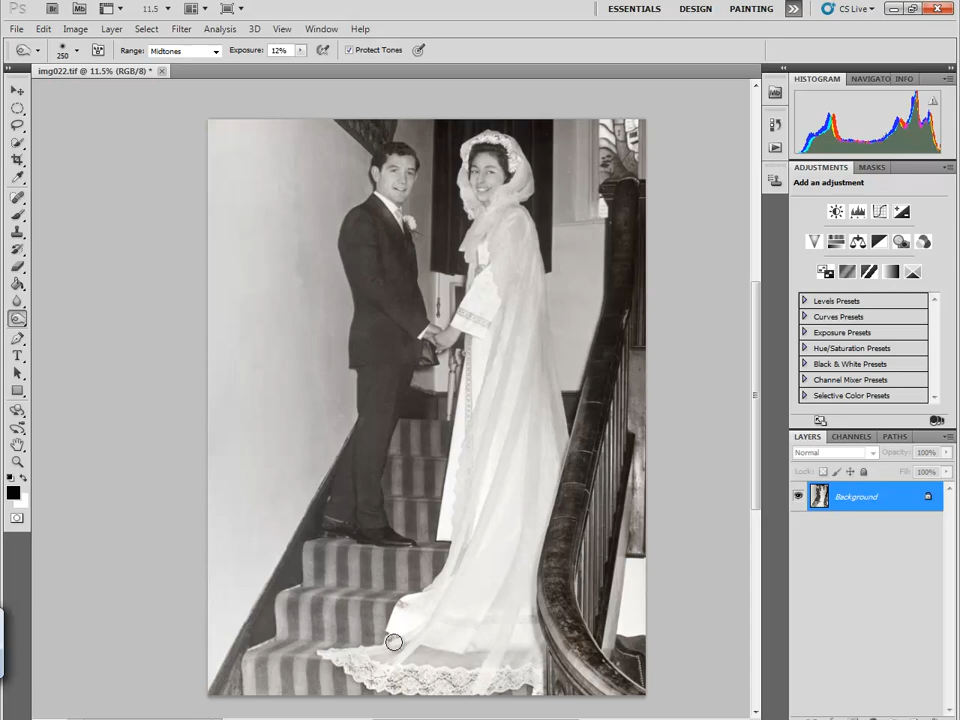 Ps Br Mb 11.5 ESSENTIALS DESIGN PAINTING CS Live
File Edit Image Layer Select Filter Analysis 3D View Window Help
250 Range: Midtones Exposure: 12% Protect Tones
img022.tif @ 11.5% (RGB/8) *
HISTOGRAM NAVIGATO INFO
ADJUSTMENTS MASKS
Add an adjustment
Levels Presets
Curves Presets
Exposure Presets
Hue/Saturation Presets
Black & White Presets
Channel Mixer Presets
Selective Color Presets
LAYERS CHANNELS PATHS
Normal Opacity: 100%
Lock: Fill: 100%
Background